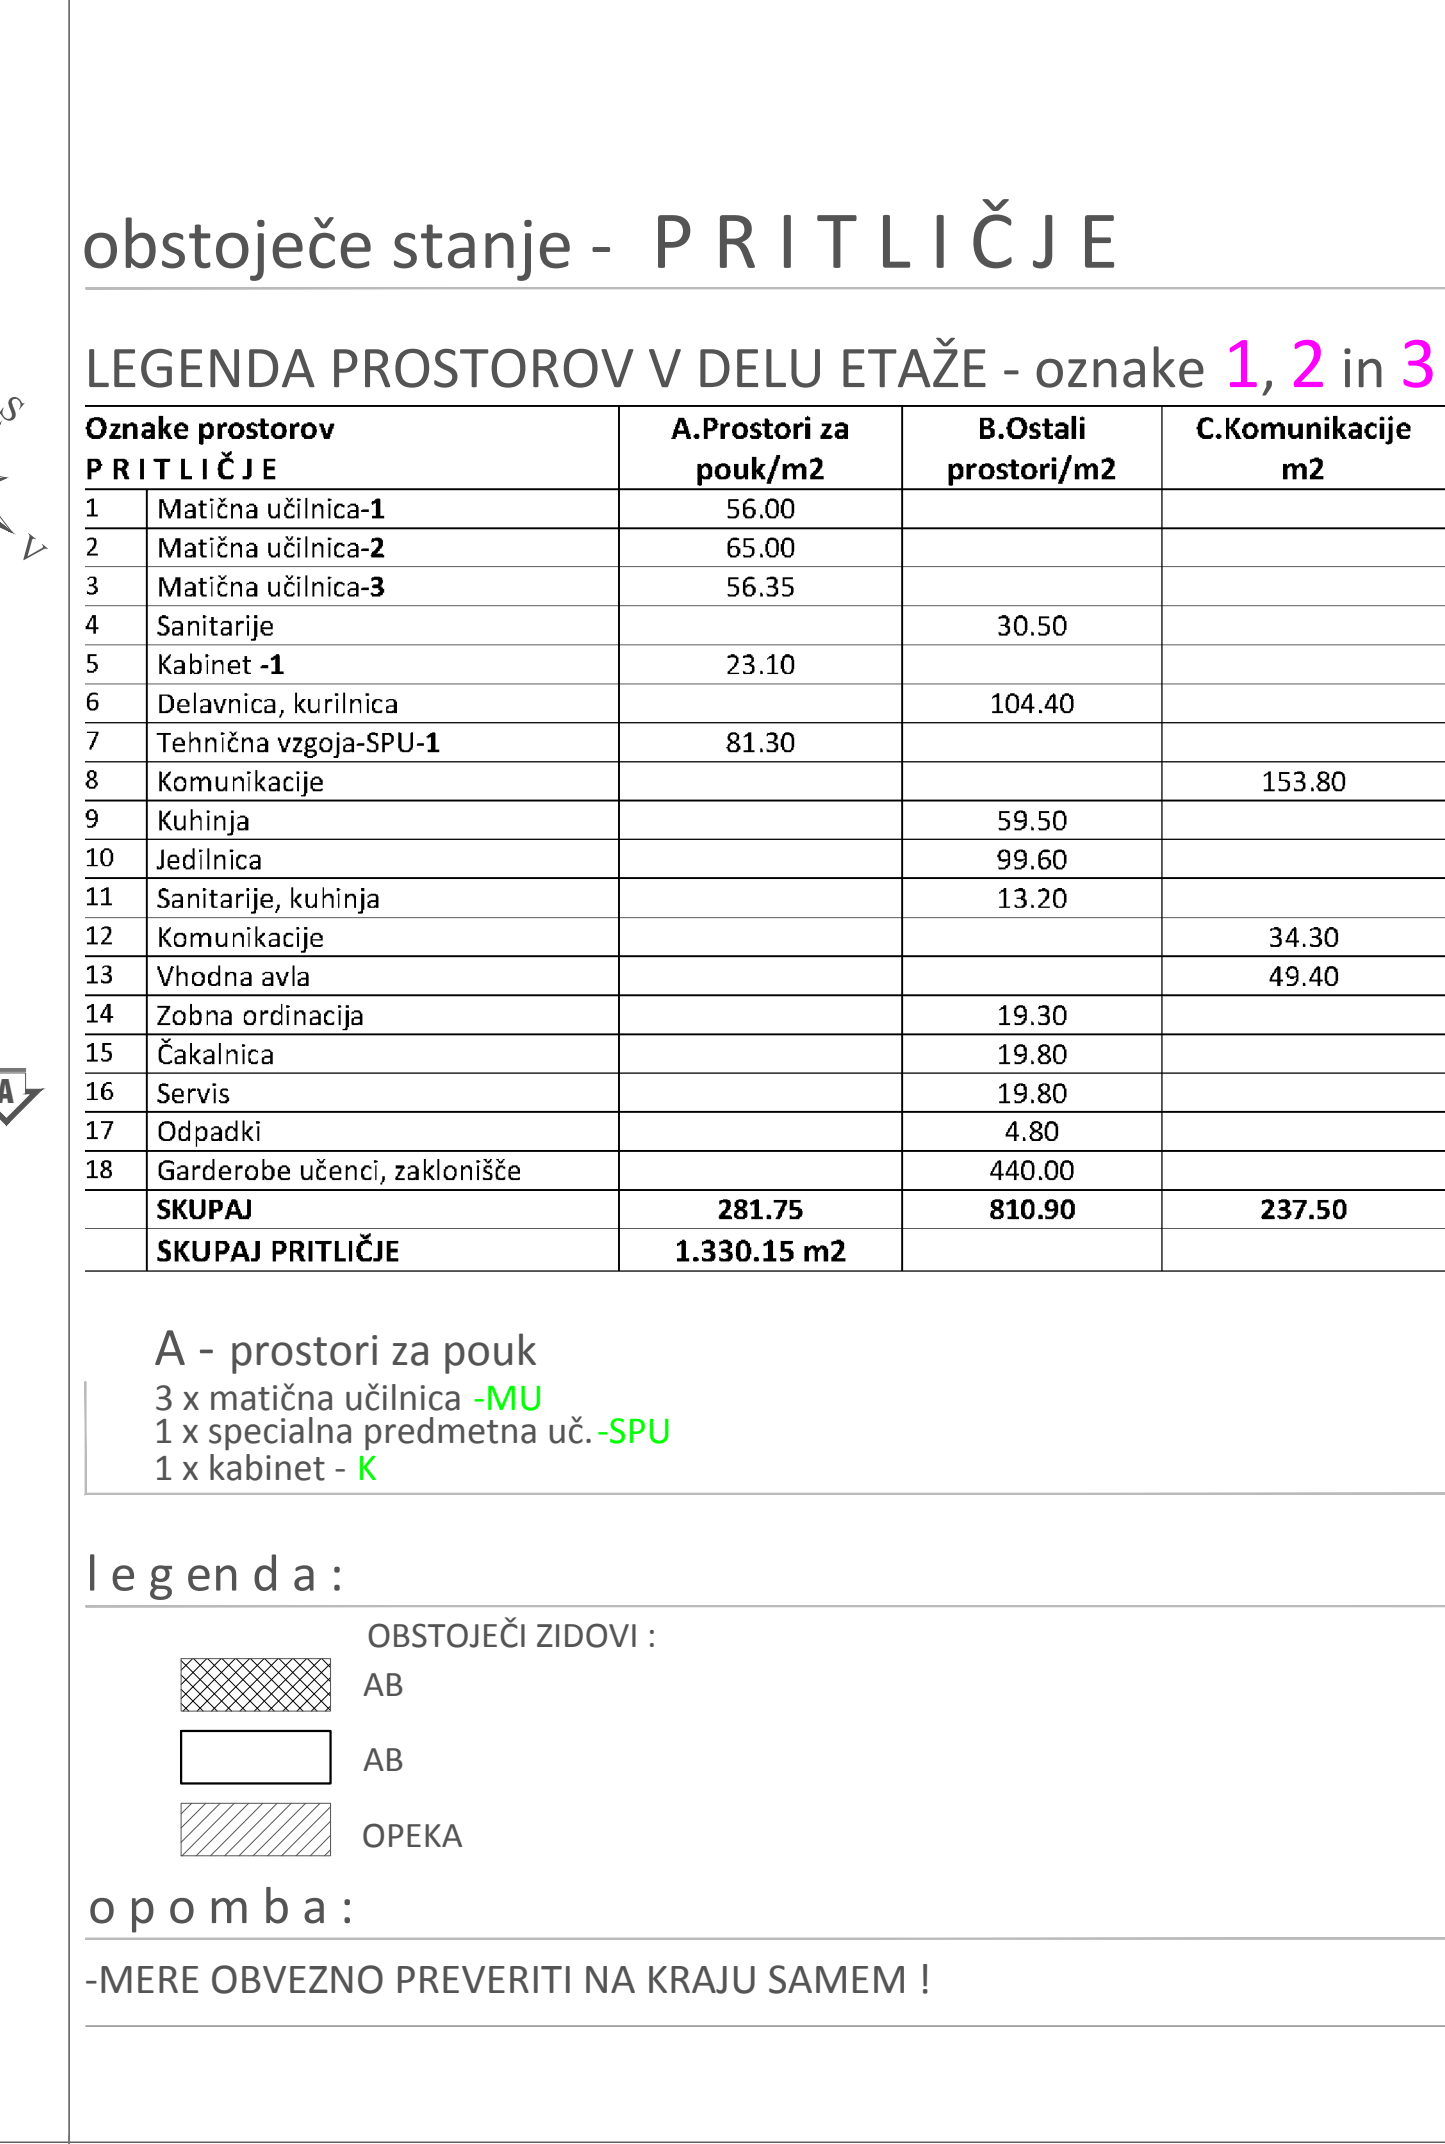 obstoječe stanje - P R I T L I Č J E
LEGENDA PROSTOROV V DELU ETAŽE - oznake 1, 2 in 3
S
V
A
Oznake prostorov P R I T L I Č J E A.Prostori za pouk/m2 B.Ostali prostori/m2 C.Komunikacije m2
1 Matična učilnica-1 56.00
2 Matična učilnica-2 65.00
3 Matična učilnica-3 56.35
4 Sanitarije 30.50
5 Kabinet -1 23.10
6 Delavnica, kurilnica 104.40
7 Tehnična vzgoja-SPU-1 81.30
8 Komunikacije 153.80
9 Kuhinja 59.50
10 Jedilnica 99.60
11 Sanitarije, kuhinja 13.20
12 Komunikacije 34.30
13 Vhodna avla 49.40
14 Zobna ordinacija 19.30
15 Čakalnica 19.80
16 Servis 19.80
17 Odpadki 4.80
18 Garderobe učenci, zaklonišče 440.00
SKUPAJ 281.75 810.90 237.50
SKUPAJ PRITLIČJE 1.330.15 m2
A - prostori za pouk
3 x matična učilnica -MU
1 x specialna predmetna uč. -SPU
1 x kabinet - K
l e g e n d a :
OBSTOJEČI ZIDOVI :
AB
AB
OPEKA
o p o m b a :
-MERE OBVEZNO PREVERITI NA KRAJU SAMEM !